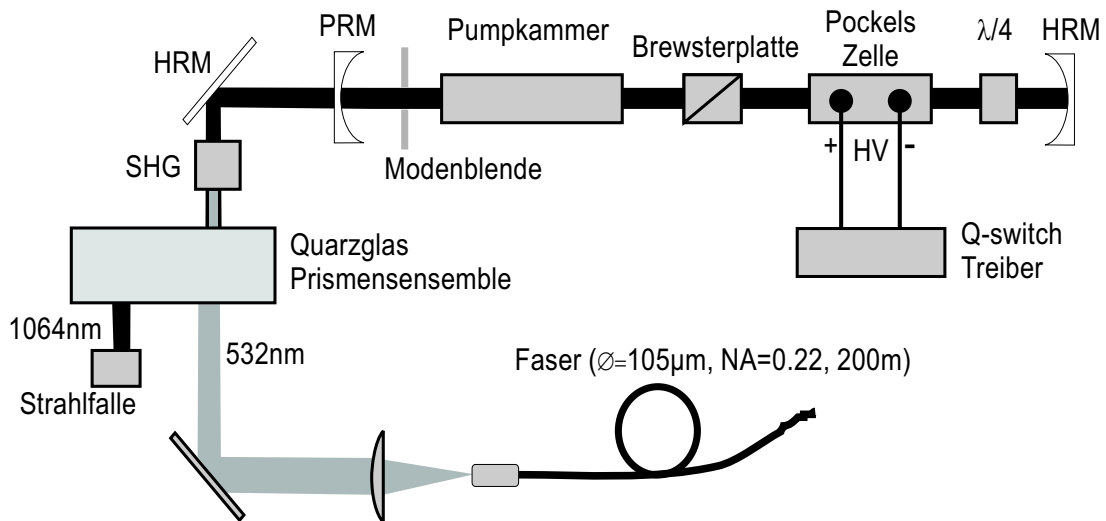 PRM
Pumpkammer
Brewsterplatte
Pockels
Zelle
λ/4
HRM
HRM
SHG
Modenblende
+
HV
-
Quarzglas
Prismensensemble
Q-switch
Treiber
1064nm
532nm
Strahlfalle
Faser (∅=105µm, NA=0.22, 200m)